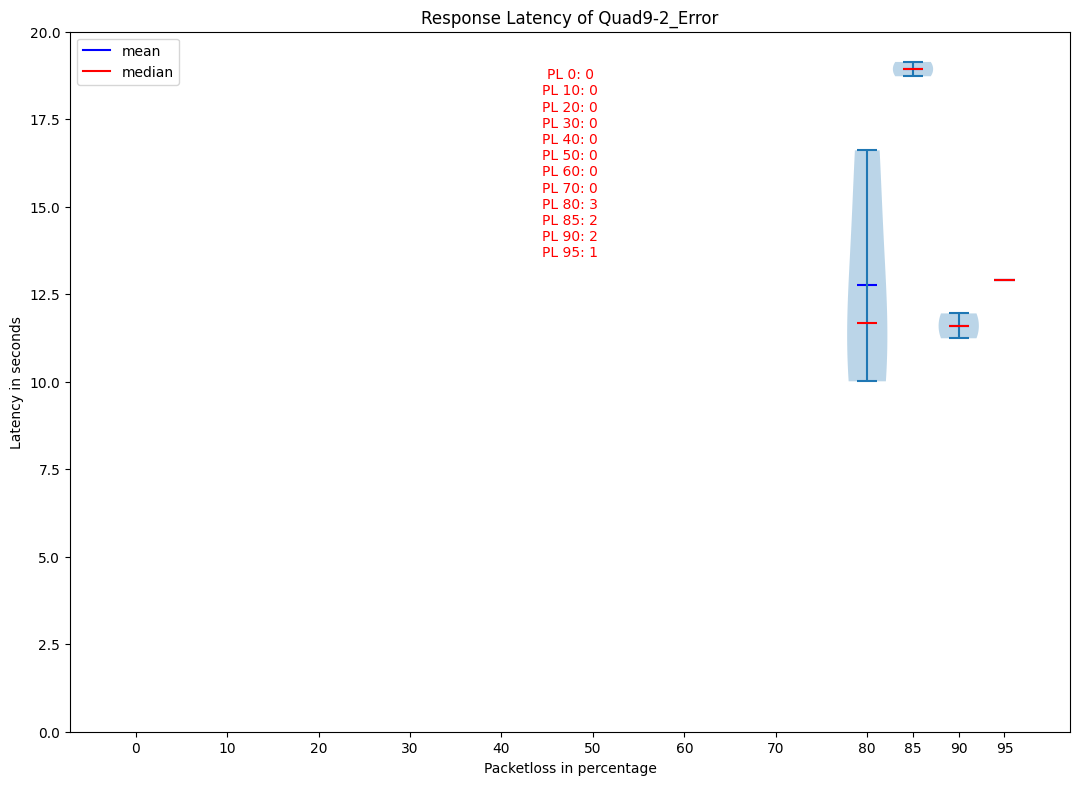 Response Latency of Quad9-2_Error
mean
median
PL 0: 0
PL 10: 0
PL 20: 0
PL 30: 0
PL 40: 0
PL 50: 0
PL 60: 0
PL 70: 0
PL 80: 3
PL 85: 2
PL 90: 2
PL 95: 1
Latency in seconds
20.0
17.5
15.0
12.5
10.0
7.5
5.0
2.5
0.0
0 10 20 30 40 50 60 70 80 85 90 95
Packetloss in percentage